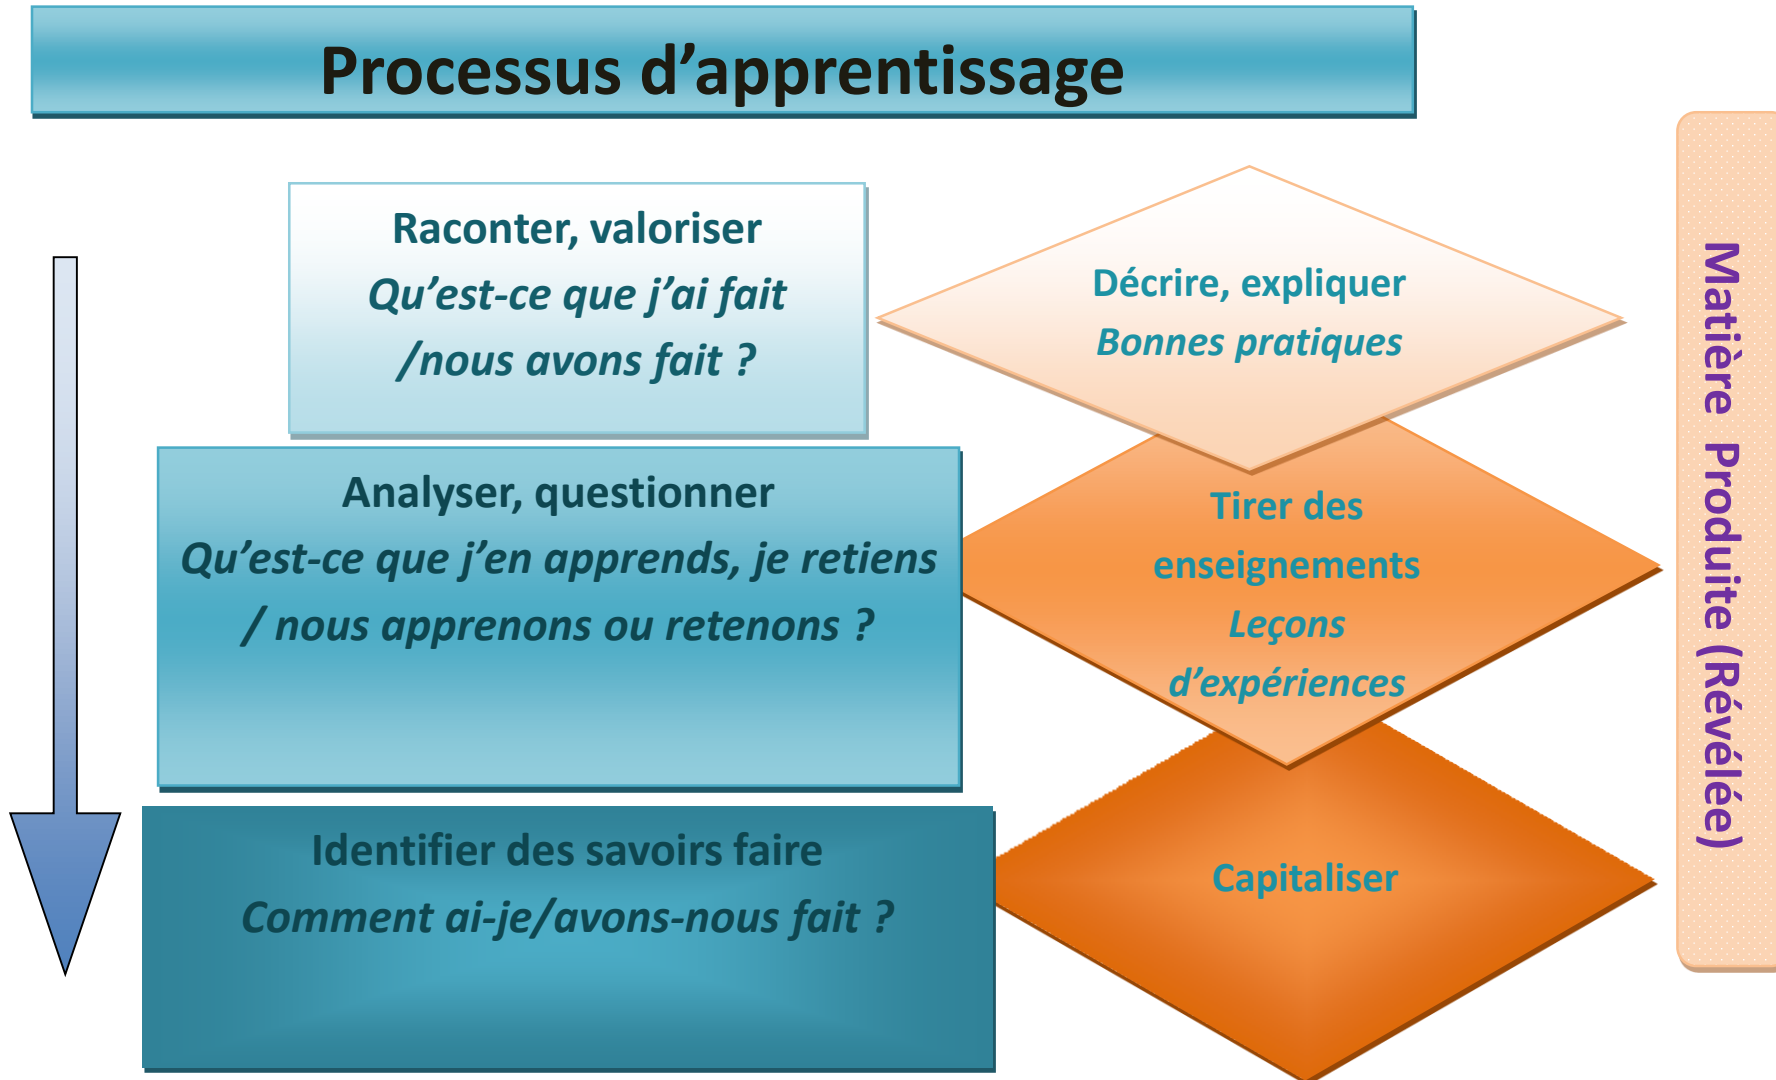 Processus d’apprentissage
Raconter, valoriser
Qu’est-ce que j’ai fait
/nous avons fait ?
Décrire, expliquer
Bonnes pratiques
Analyser, questionner
Qu’est-ce que j’en apprends, je retiens
/ nous apprenons ou retenons ?
Tirer des
enseignements
Leçons
d’expériences
Identifier des savoirs faire
Comment ai-je/avons-nous fait ?
Capitaliser
Matière Produite (Révélée)